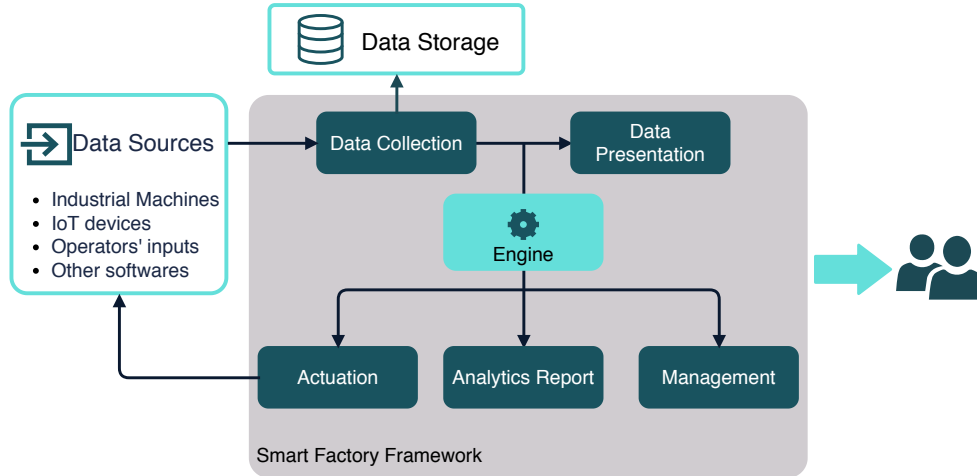 Data Storage
Data Sources
Industrial Machines
IoT devices
Operators' inputs
Other softwares
Data Collection
Data
Presentation
Engine
Actuation
Analytics Report
Management
Smart Factory Framework